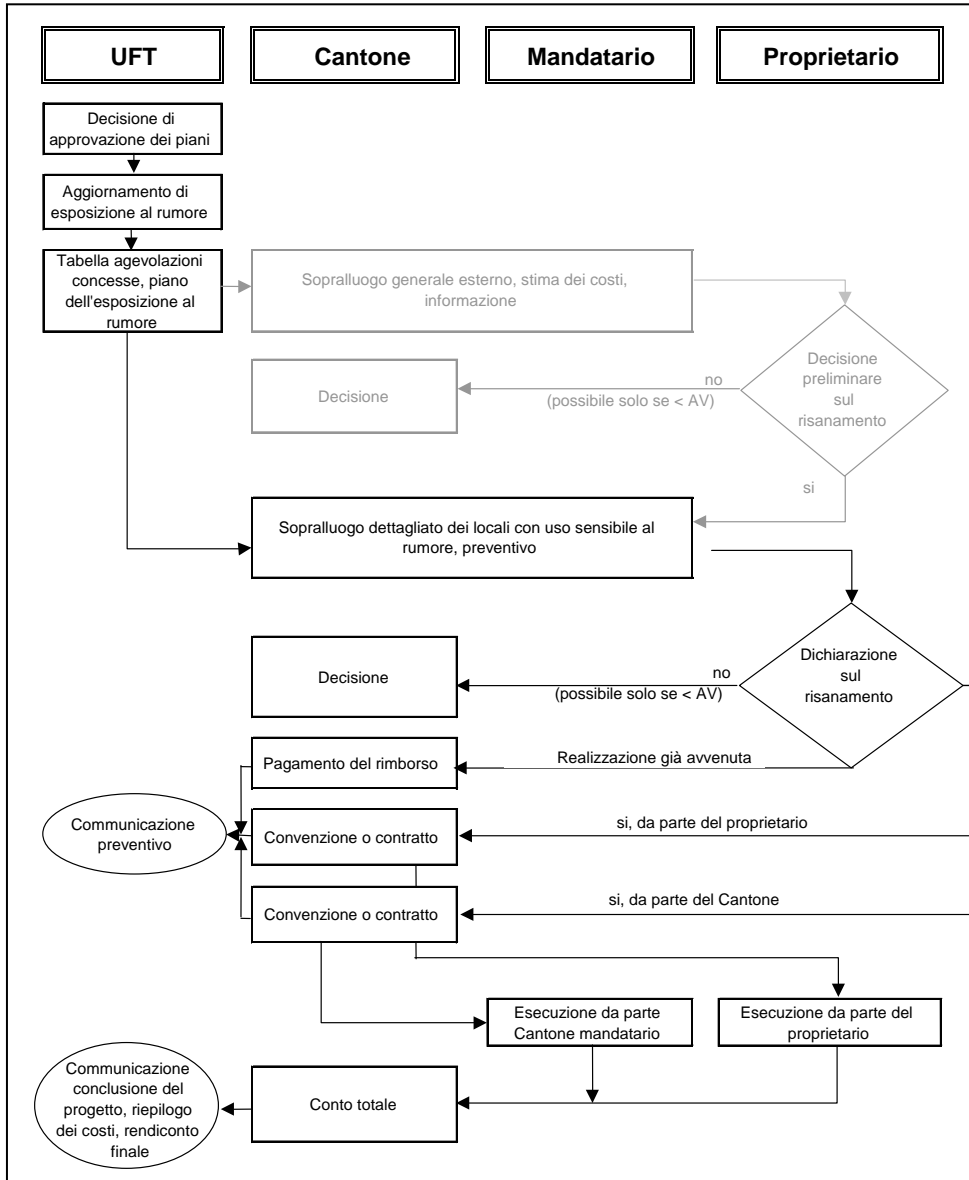 UFT
Cantone
Mandatario
Proprietario
Decisione di
approvazione dei piani
Aggiornamento di
esposizione al rumore
Tabella agevolazioni
concesse, piano
dell'esposizione al
rumore
Sopralluogo generale esterno, stima dei costi,
informazione
Decisione
preliminare
sul
risanamento
no
(possibile solo se < AV)
Decisione
si
Sopralluogo dettagliato dei locali con uso sensibile al
rumore, preventivo
Dichiarazione
sul
risanamento
no
(possibile solo se < AV)
Decisione
Realizzazione già avvenuta
Pagamento del rimborso
Communicazione
preventivo
Convenzione o contratto
si, da parte del proprietario
Convenzione o contratto
si, da parte del Cantone
Esecuzione da parte
Cantone mandatario
Esecuzione da parte del
proprietario
Communicazione
conclusione del
progetto, riepilogo
dei costi, rendiconto
finale
Conto totale